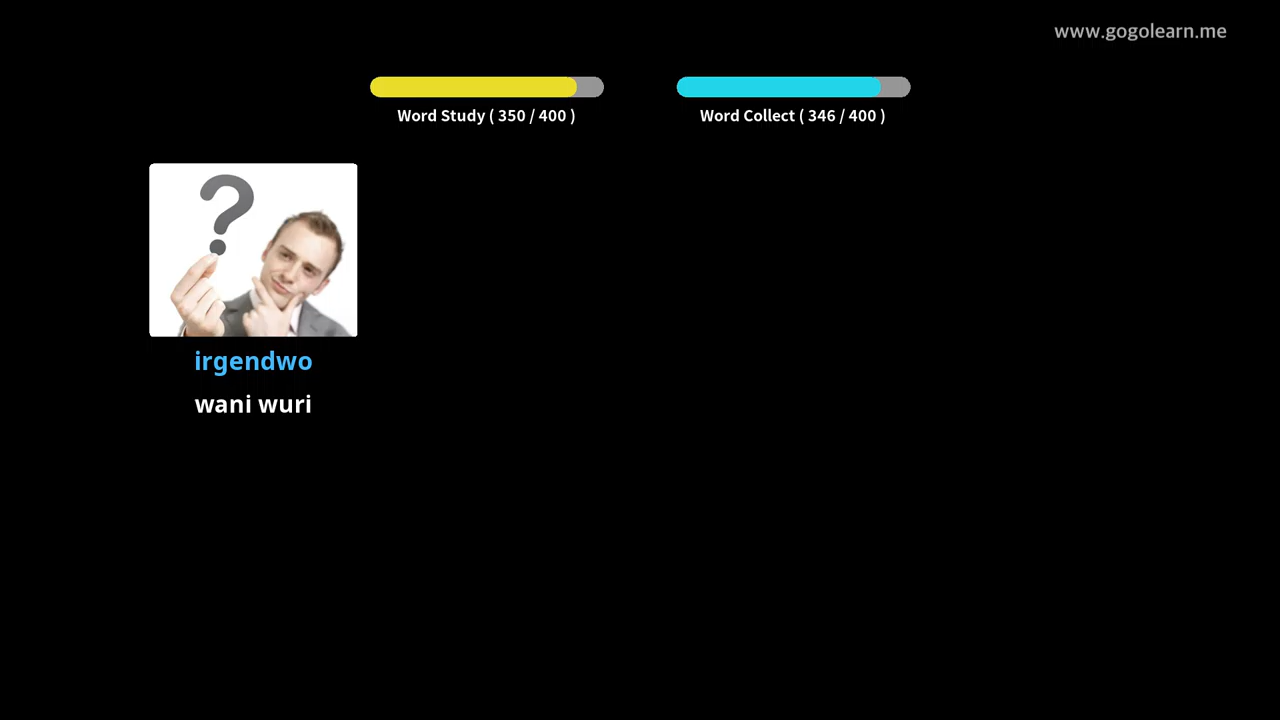 www.gogolearn.me
Word Study ( 350 / 400 )
Word Collect ( 346 / 400 )
?
irgendwo
wani wuri